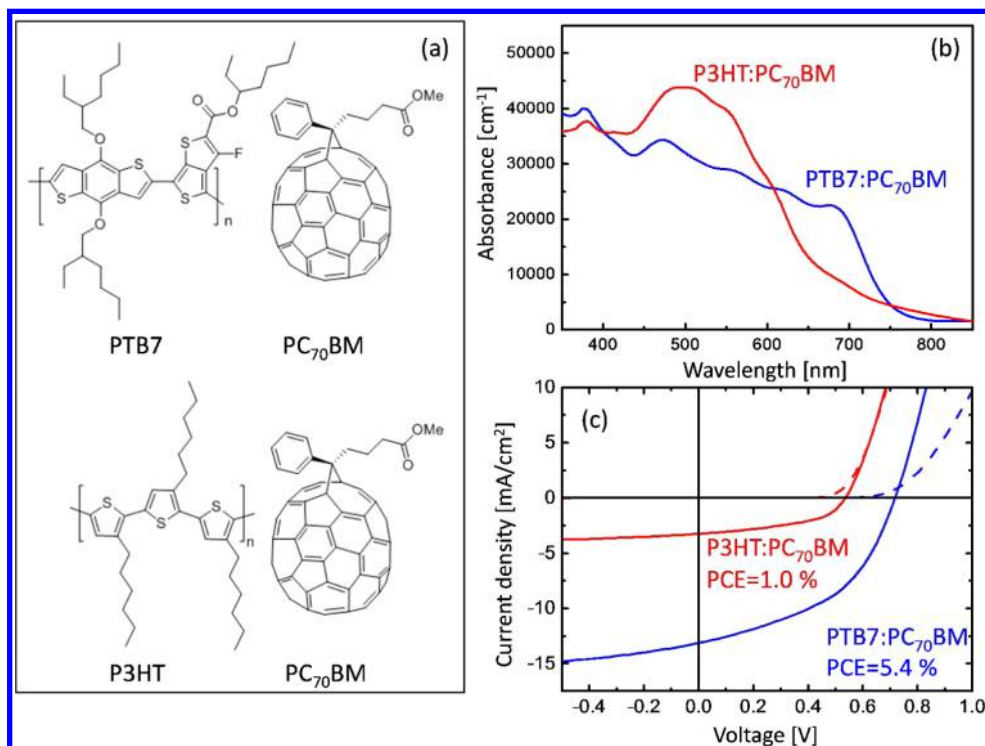 (a)
OMe
O
O
O
F
S
S
S
S
O
n
PTB7
PC₇₀BM
OMe
O
S
S
S
n
P3HT
PC₇₀BM
(b)
P3HT:PC₇₀BM
PTB7:PC₇₀BM
Absorbance [cm⁻¹]
50000
40000
30000
20000
10000
0
400 500 600 700 800
Wavelength [nm]
(c)
Current density [mA/cm²]
10
5
0
-5
-10
-15
P3HT:PC₇₀BM
PCE=1.0 %
PTB7:PC₇₀BM
PCE=5.4 %
-0.4 -0.2 0.0 0.2 0.4 0.6 0.8 1.0
Voltage [V]